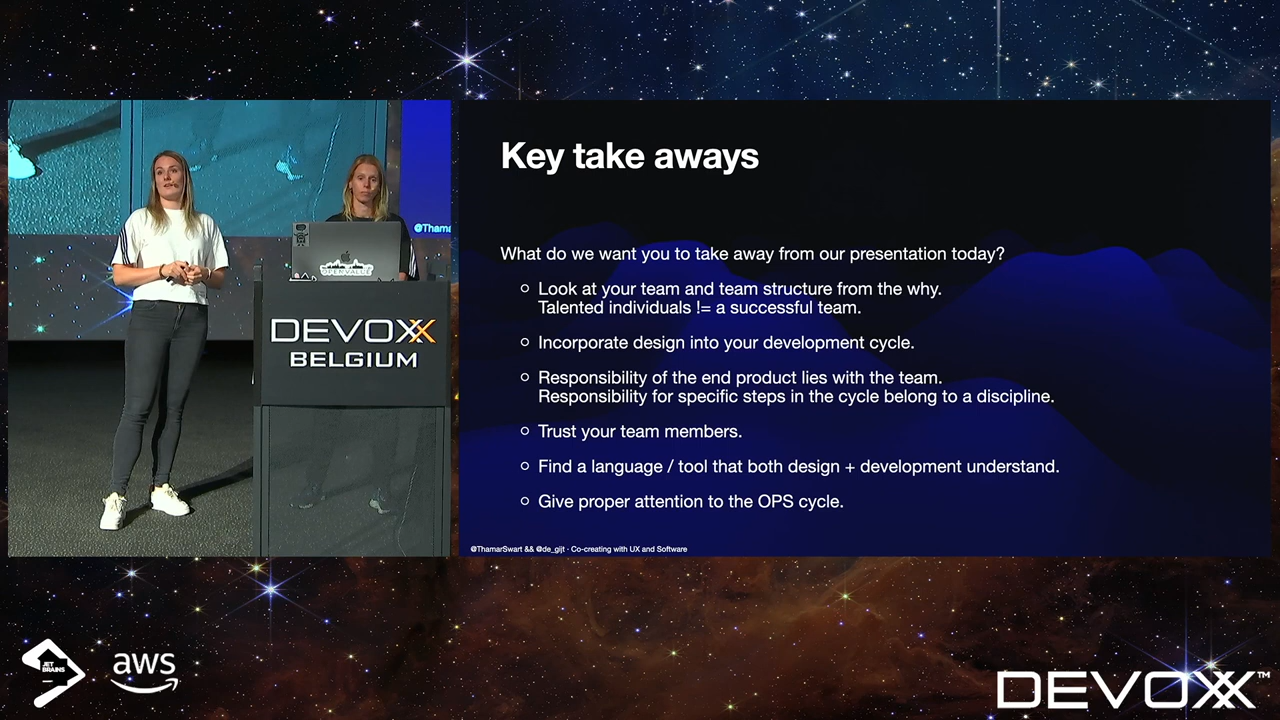 Key take aways
What do we want you to take away from our presentation today?
Look at your team and team structure from the why.
Talented individuals != a successful team.
Incorporate design into your development cycle.
Responsibility of the end product lies with the team.
Responsibility for specific steps in the cycle belong to a discipline.
Trust your team members.
Find a language / tool that both design + development understand.
Give proper attention to the OPS cycle.
@ThamarSwart && @de_gijt · Co-creating with UX and Software
@Thama
OPENVALUE
DEVOXX
BELGIUM
JET
BRAINS
aws
DEVOXX™